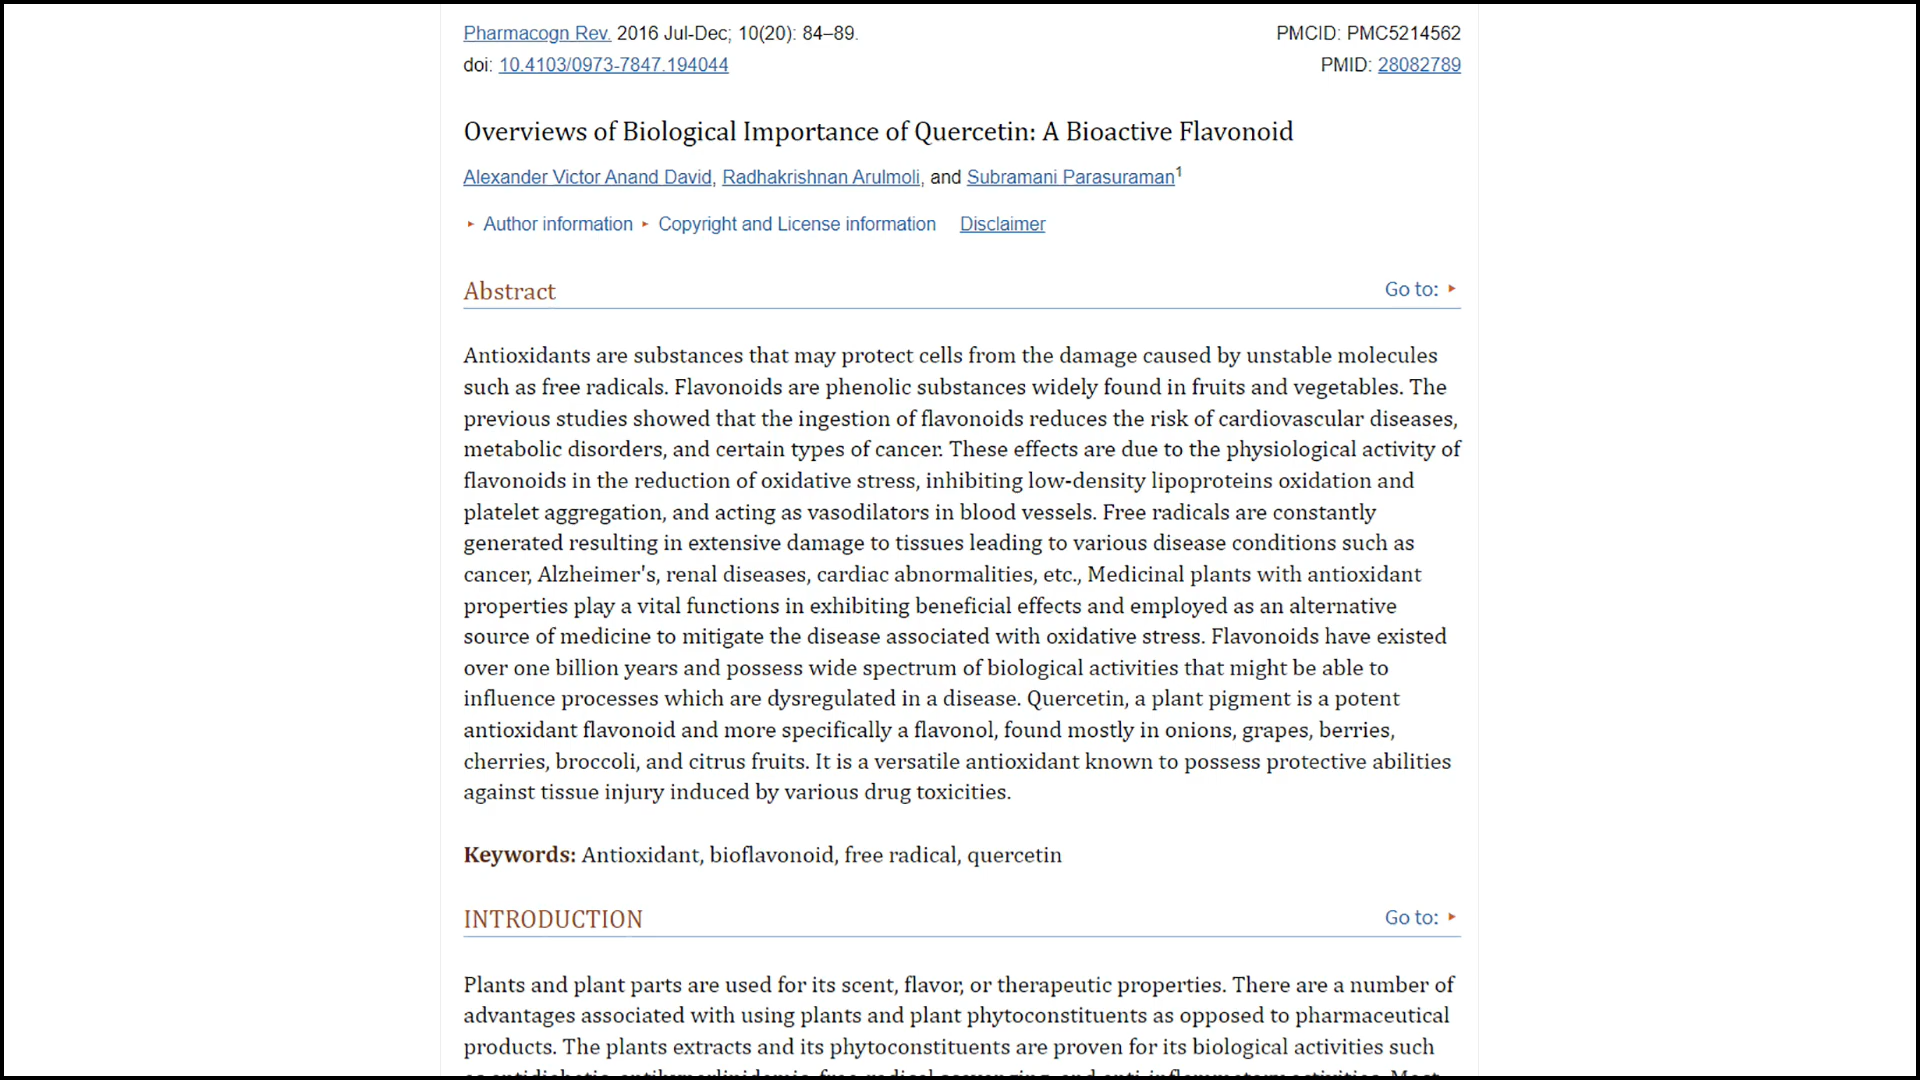 Pharmacogn Rev. 2016 Jul-Dec; 10(20): 84–89. PMCID: PMC5214562
doi: 10.4103/0973-7847.194044 PMID: 28082789
Overviews of Biological Importance of Quercetin: A Bioactive Flavonoid
Alexander Victor Anand David, Radhakrishnan Arulmoli, and Subramani Parasuraman1
▸ Author information ▸ Copyright and License information Disclaimer
Abstract Go to: ▸
Antioxidants are substances that may protect cells from the damage caused by unstable molecules
such as free radicals. Flavonoids are phenolic substances widely found in fruits and vegetables. The
previous studies showed that the ingestion of flavonoids reduces the risk of cardiovascular diseases,
metabolic disorders, and certain types of cancer. These effects are due to the physiological activity of
flavonoids in the reduction of oxidative stress, inhibiting low-density lipoproteins oxidation and
platelet aggregation, and acting as vasodilators in blood vessels. Free radicals are constantly
generated resulting in extensive damage to tissues leading to various disease conditions such as
cancer, Alzheimer's, renal diseases, cardiac abnormalities, etc., Medicinal plants with antioxidant
properties play a vital functions in exhibiting beneficial effects and employed as an alternative
source of medicine to mitigate the disease associated with oxidative stress. Flavonoids have existed
over one billion years and possess wide spectrum of biological activities that might be able to
influence processes which are dysregulated in a disease. Quercetin, a plant pigment is a potent
antioxidant flavonoid and more specifically a flavonol, found mostly in onions, grapes, berries,
cherries, broccoli, and citrus fruits. It is a versatile antioxidant known to possess protective abilities
against tissue injury induced by various drug toxicities.
Keywords: Antioxidant, bioflavonoid, free radical, quercetin
INTRODUCTION Go to: ▸
Plants and plant parts are used for its scent, flavor, or therapeutic properties. There are a number of
advantages associated with using plants and plant phytoconstituents as opposed to pharmaceutical
products. The plants extracts and its phytoconstituents are proven for its biological activities such